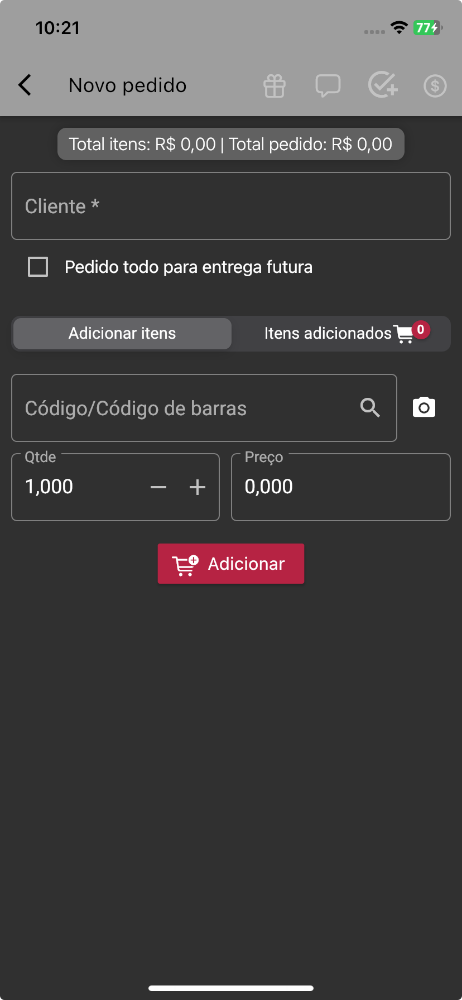 10:21
77
Novo pedido
Total itens: R$ 0,00 | Total pedido: R$ 0,00
Cliente *
Pedido todo para entrega futura
Adicionar itens
Itens adicionados 0
Código/Código de barras
Qtde
1,000
Preço
0,000
Adicionar